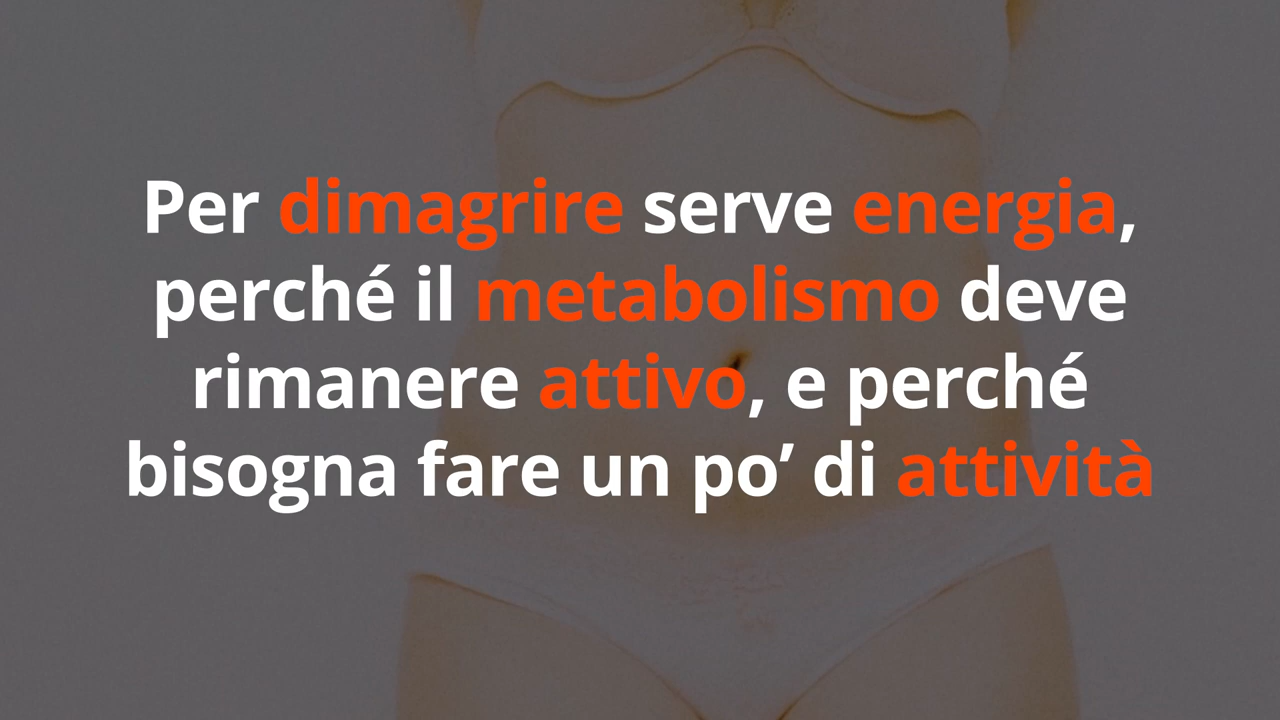 Per dimagrire serve energia,
perché il metabolismo deve
rimanere attivo, e perché
bisogna fare un po’ di attività